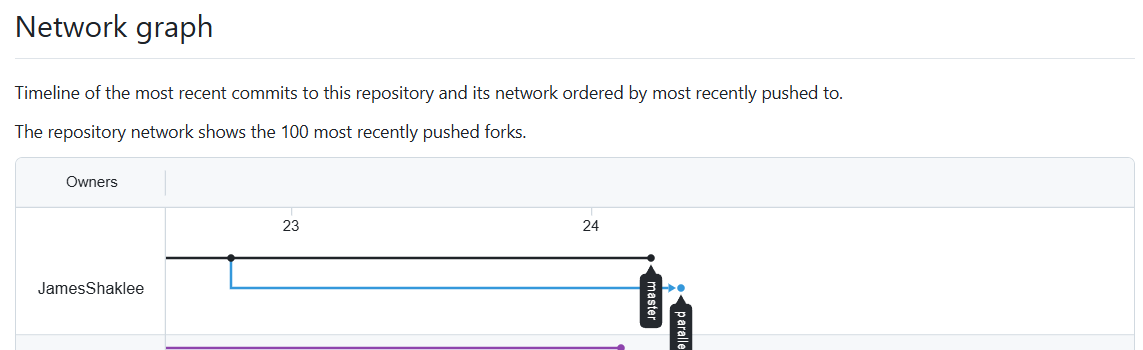 Network graph
Timeline of the most recent commits to this repository and its network ordered by most recently pushed to.
The repository network shows the 100 most recently pushed forks.
Owners
23
24
JamesShaklee
master
paralle